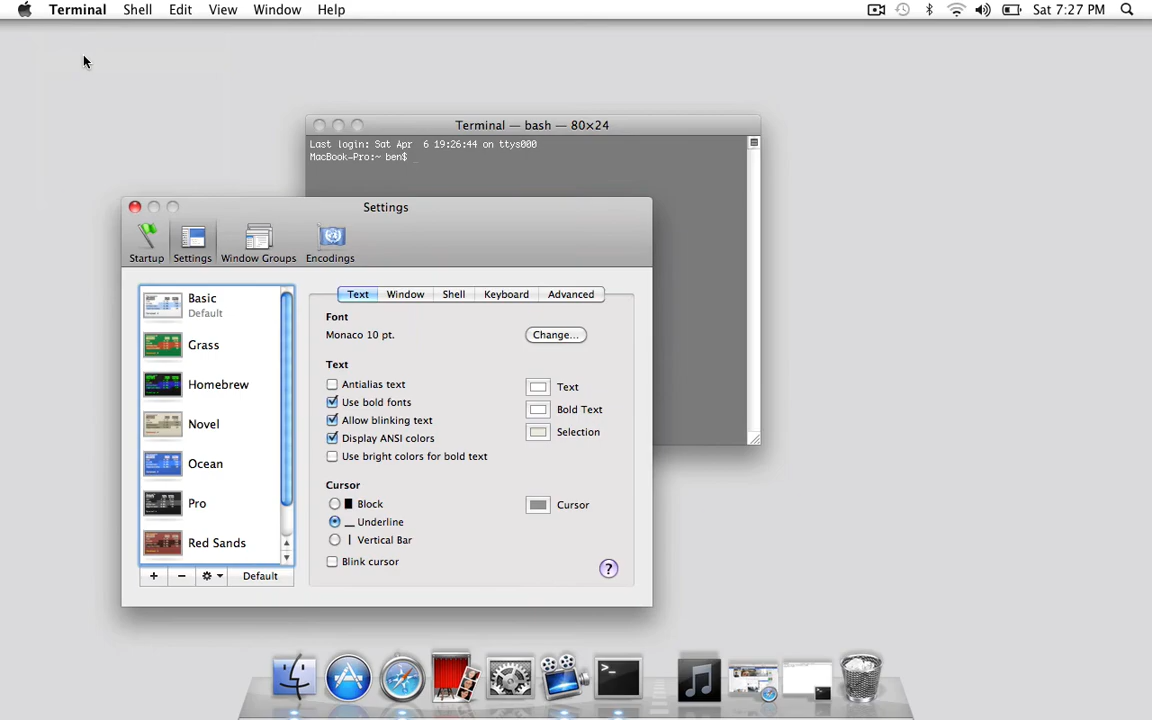 Terminal Shell Edit View Window Help Sat 7:27 PM
Terminal — bash — 80×24
Last login: Sat Apr  6 19:26:44 on ttys000
MacBook-Pro:~ ben$ _
Settings
Startup Settings Window Groups Encodings
Basic
Default
Grass
Homebrew
Novel
Ocean
Pro
Red Sands
+ − Default
Text Window Shell Keyboard Advanced
Font
Monaco 10 pt. Change...
Text
Antialias text
Use bold fonts
Allow blinking text
Display ANSI colors
Use bright colors for bold text
Text
Bold Text
Selection
Cursor
Block
Underline
Vertical Bar
Blink cursor
Cursor
?
>_